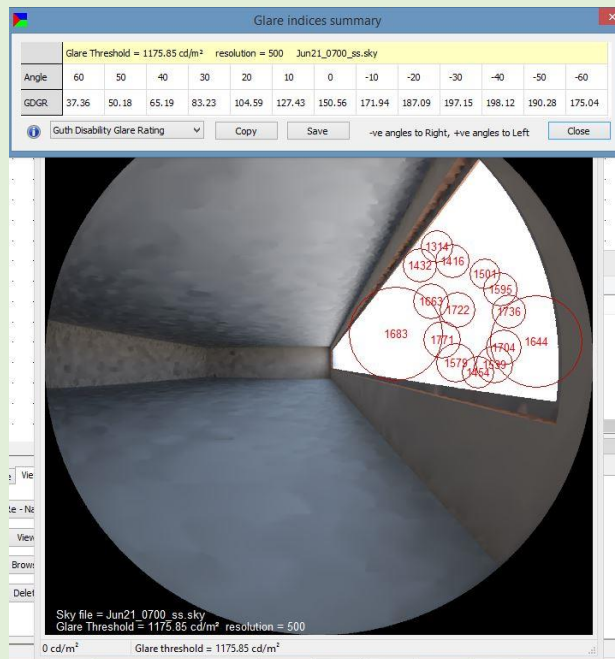 Glare indices summary
Glare Threshold = 1175.85 cd/m² resolution = 500 Jun21_0700_ss.sky
Angle 60 50 40 30 20 10 0 -10 -20 -30 -40 -50 -60
GDGR 37.36 50.18 65.19 83.23 104.59 127.43 150.56 171.94 187.09 197.15 198.12 190.28 175.04
Guth Disability Glare Rating Copy Save -ve angles to Right, +ve angles to Left Close
1314
1432 1416
1501
1595
1663 1722 1736
1683 1771 1704 1644
1579 1539
1454
Vie
View
Brows
Delet
Sky file = Jun21_0700_ss.sky
Glare Threshold = 1175.85 cd/m² resolution = 500
0 cd/m² Glare threshold = 1175.85 cd/m²